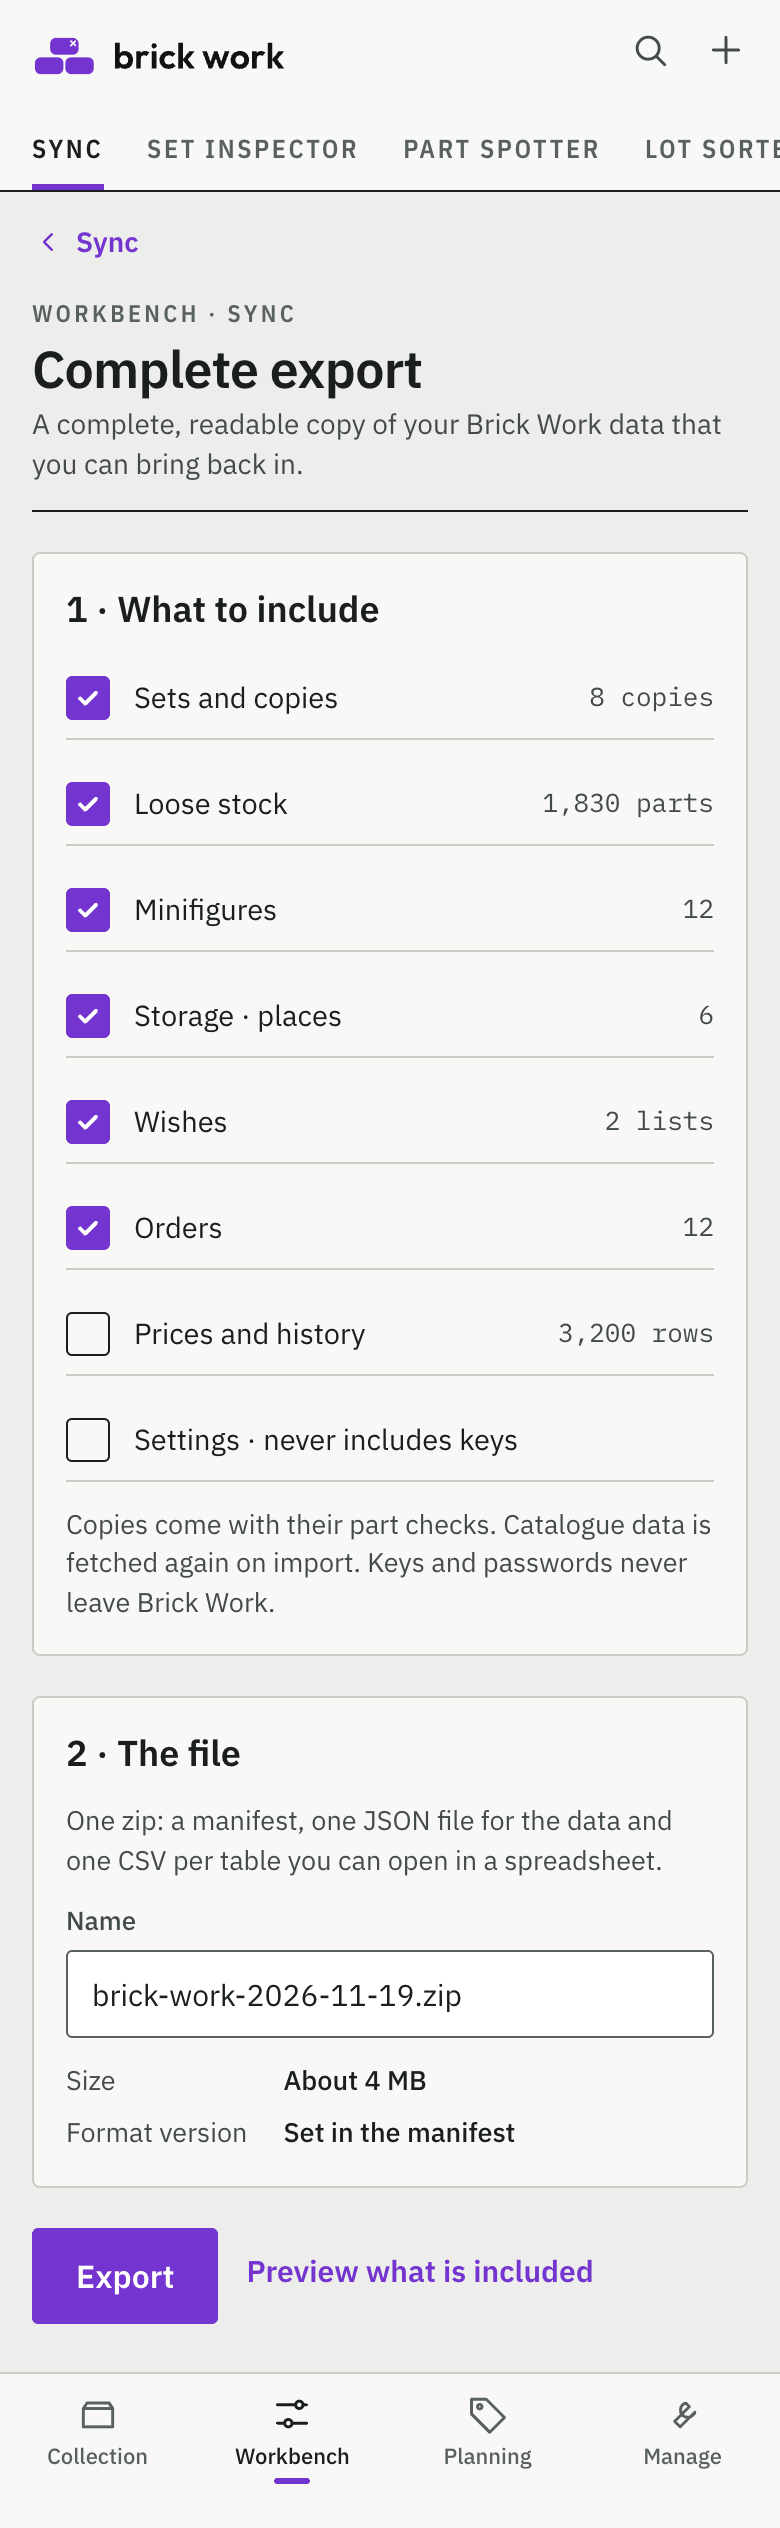 brick work
SYNC SET INSPECTOR PART SPOTTER LOT SORTE
Sync
WORKBENCH · SYNC
Complete export
A complete, readable copy of your Brick Work data that
you can bring back in.
1 · What to include
Sets and copies 8 copies
Loose stock 1,830 parts
Minifigures 12
Storage · places 6
Wishes 2 lists
Orders 12
Prices and history 3,200 rows
Settings · never includes keys
Copies come with their part checks. Catalogue data is
fetched again on import. Keys and passwords never
leave Brick Work.
2 · The file
One zip: a manifest, one JSON file for the data and
one CSV per table you can open in a spreadsheet.
Name
brick-work-2026-11-19.zip
Size About 4 MB
Format version Set in the manifest
Export Preview what is included
Collection Workbench Planning Manage